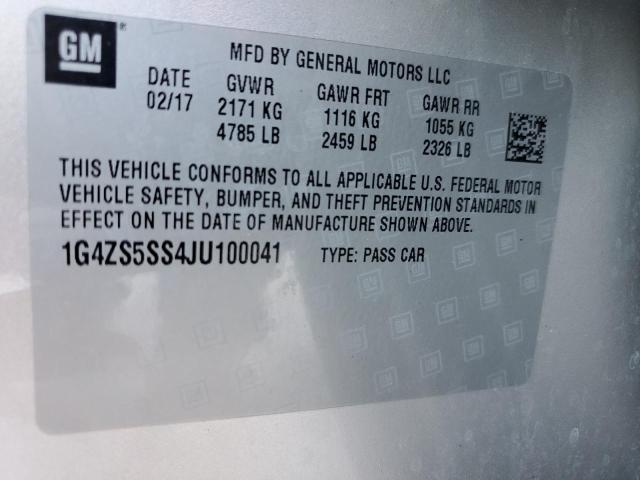 GM
MFD BY GENERAL MOTORS LLC
DATE GVWR GAWR FRT GAWR RR
02/17 2171 KG 1116 KG 1055 KG
4785 LB 2459 LB 2326 LB
THIS VEHICLE CONFORMS TO ALL APPLICABLE U.S. FEDERAL MOTOR
VEHICLE SAFETY, BUMPER, AND THEFT PREVENTION STANDARDS IN
EFFECT ON THE DATE OF MANUFACTURE SHOWN ABOVE.
1G4ZS5SS4JU100041 TYPE: PASS CAR